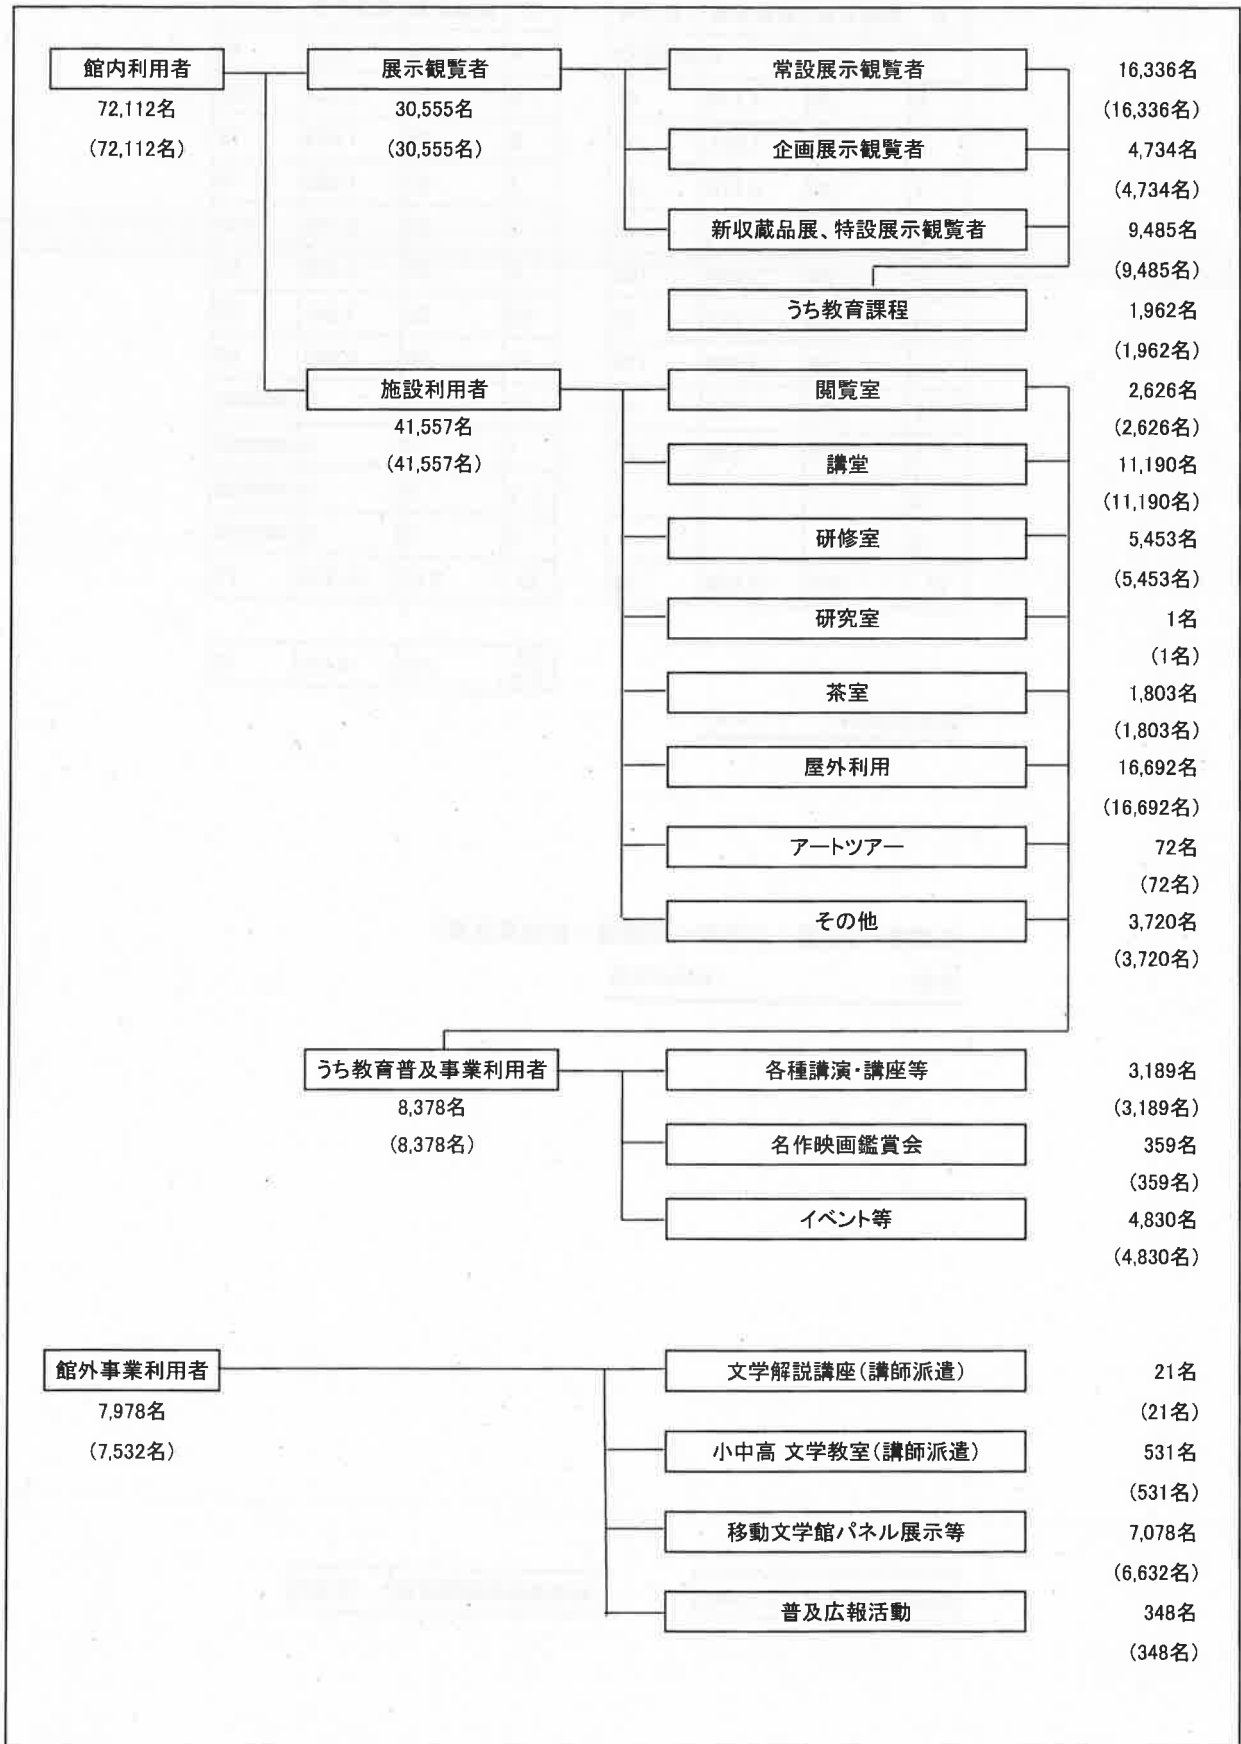 館内利用者 展示観覧者 常設展示観覧者 16,336名
72,112名 30,555名 (16,336名)
(72,112名) (30,555名) 企画展示観覧者 4,734名
(4,734名)
新収蔵品展、特設展示観覧者 9,485名
(9,485名)
うち教育課程 1,962名
(1,962名)
施設利用者 閲覧室 2,626名
41,557名 (2,626名)
(41,557名) 講堂 11,190名
(11,190名)
研修室 5,453名
(5,453名)
研究室 1名
(1名)
茶室 1,803名
(1,803名)
屋外利用 16,692名
(16,692名)
アートツアー 72名
(72名)
その他 3,720名
(3,720名)
うち教育普及事業利用者 各種講演・講座等 3,189名
8,378名 (3,189名)
(8,378名) 名作映画鑑賞会 359名
(359名)
イベント等 4,830名
(4,830名)
館外事業利用者 文学解説講座(講師派遣) 21名
7,978名 (21名)
(7,532名) 小中高 文学教室(講師派遣) 531名
(531名)
移動文学館パネル展示等 7,078名
(6,632名)
普及広報活動 348名
(348名)